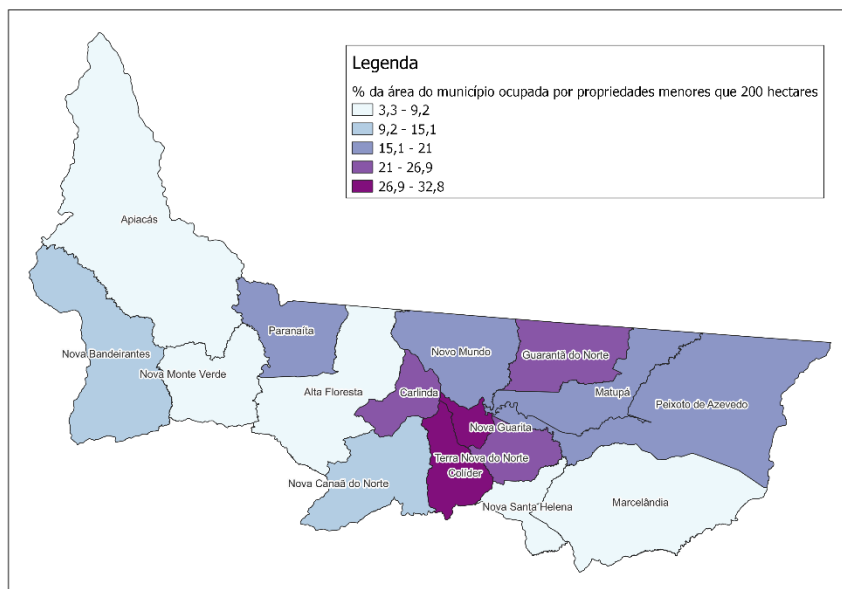 Legenda
% da área do município ocupada por propriedades menores que 200 hectares
3,3 - 9,2
9,2 - 15,1
15,1 - 21
21 - 26,9
26,9 - 32,8
Apiacás
Paranaíta
Nova Bandeirantes
Novo Mundo
Guarantã do Norte
Nova Monte Verde
Alta Floresta
Carlinda
Matupá
Peixoto de Azevedo
Nova Guarita
Terra Nova do Norte
Colíder
Nova Canaã do Norte
Nova Santa Helena
Marcelândia